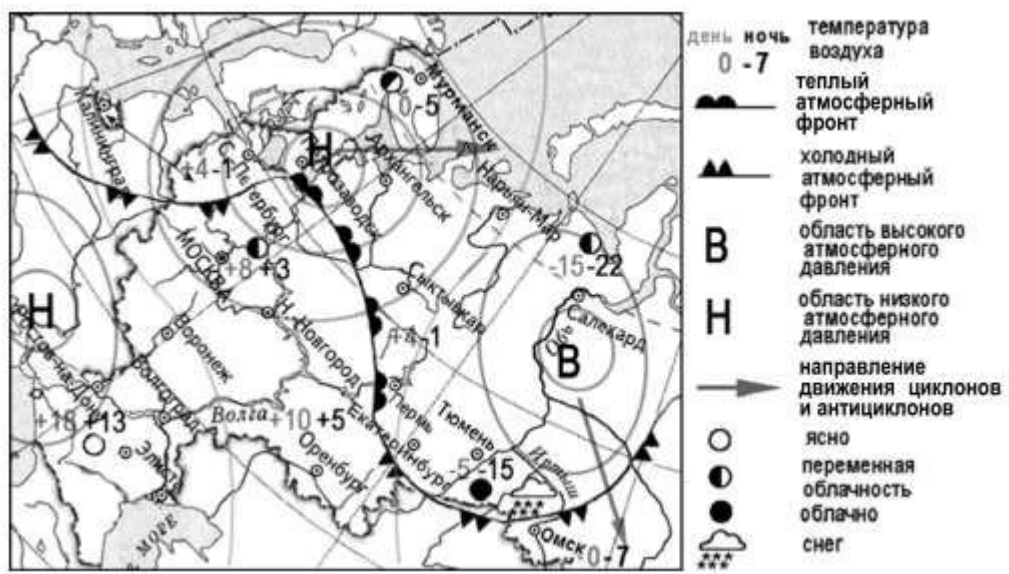 Мурманск
0 -5
Калининград
Н
+4 -1
С.Петербург
Петрозаводск
Архангельск
Нарьян-Мар
МОСКВА
+8 +3
-15 -22
Сыктывкар
Салехард
Обь
В
Н
+4 -1
Н.Новгород
Воронеж
Ростов-на-Дону
Волгоград
+18 +13
Волга
+10 +5
Пермь
Екатеринбург
Тюмень
Иртыш
-5 -15
Оренбург
Элиста
МОРЕ
Омск
-0 -7
день ночь
0 -7
температура
воздуха
теплый
атмосферный
фронт
холодный
атмосферный
фронт
В
область высокого
атмосферного
давления
Н
область низкого
атмосферного
давления
направление
движения циклонов
и антициклонов
ясно
переменная
облачность
облачно
снег